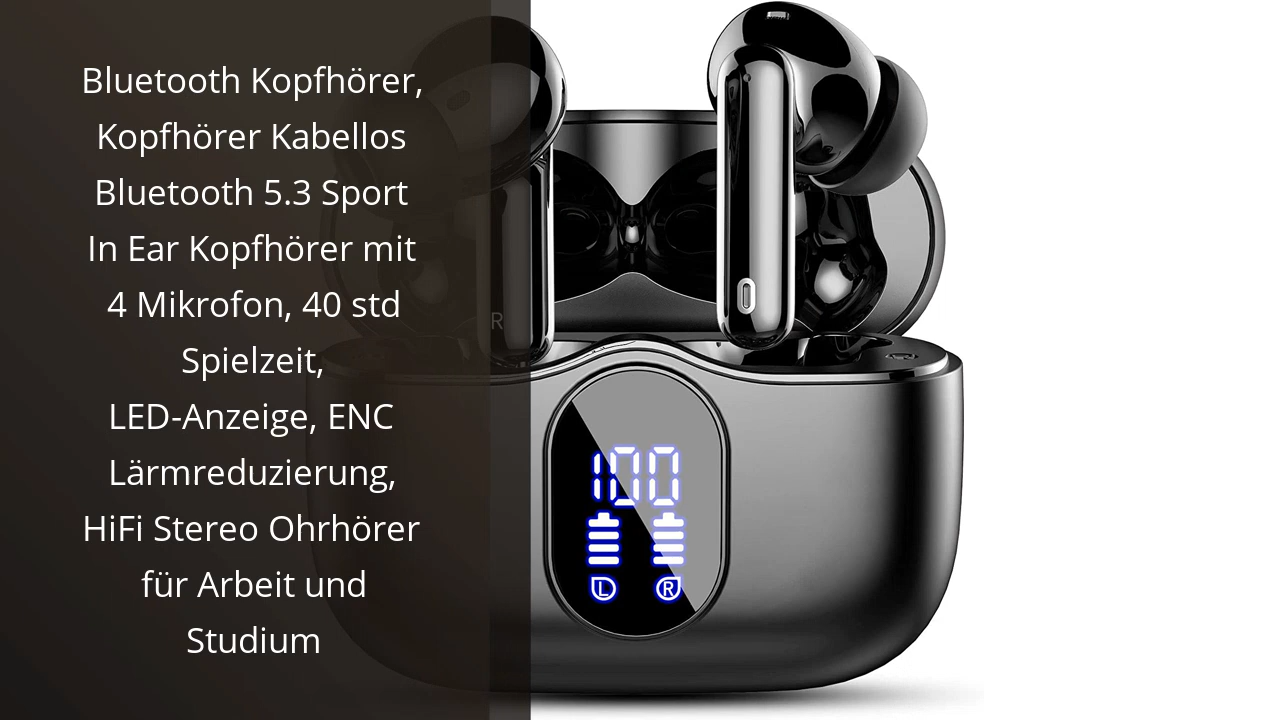 Bluetooth Kopfhörer,
Kopfhörer Kabellos
Bluetooth 5.3 Sport
In Ear Kopfhörer mit
4 Mikrofon, 40 std
Spielzeit,
LED-Anzeige, ENC
Lärmreduzierung,
HiFi Stereo Ohrhörer
für Arbeit und
Studium
R
100
L R